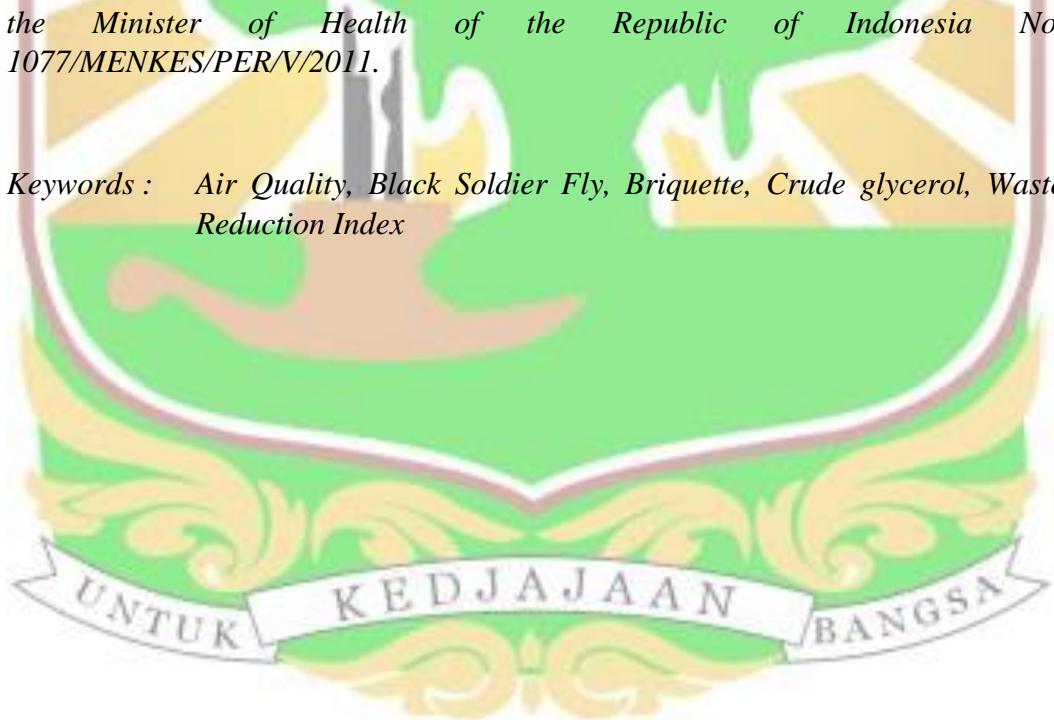 the Minister of Health of the Republic of Indonesia No
1077/MENKES/PER/V/2011.
Keywords : Air Quality, Black Soldier Fly, Briquette, Crude glycerol, Waste
Reduction Index
UNTUK KEDJAJAAN BANGSA